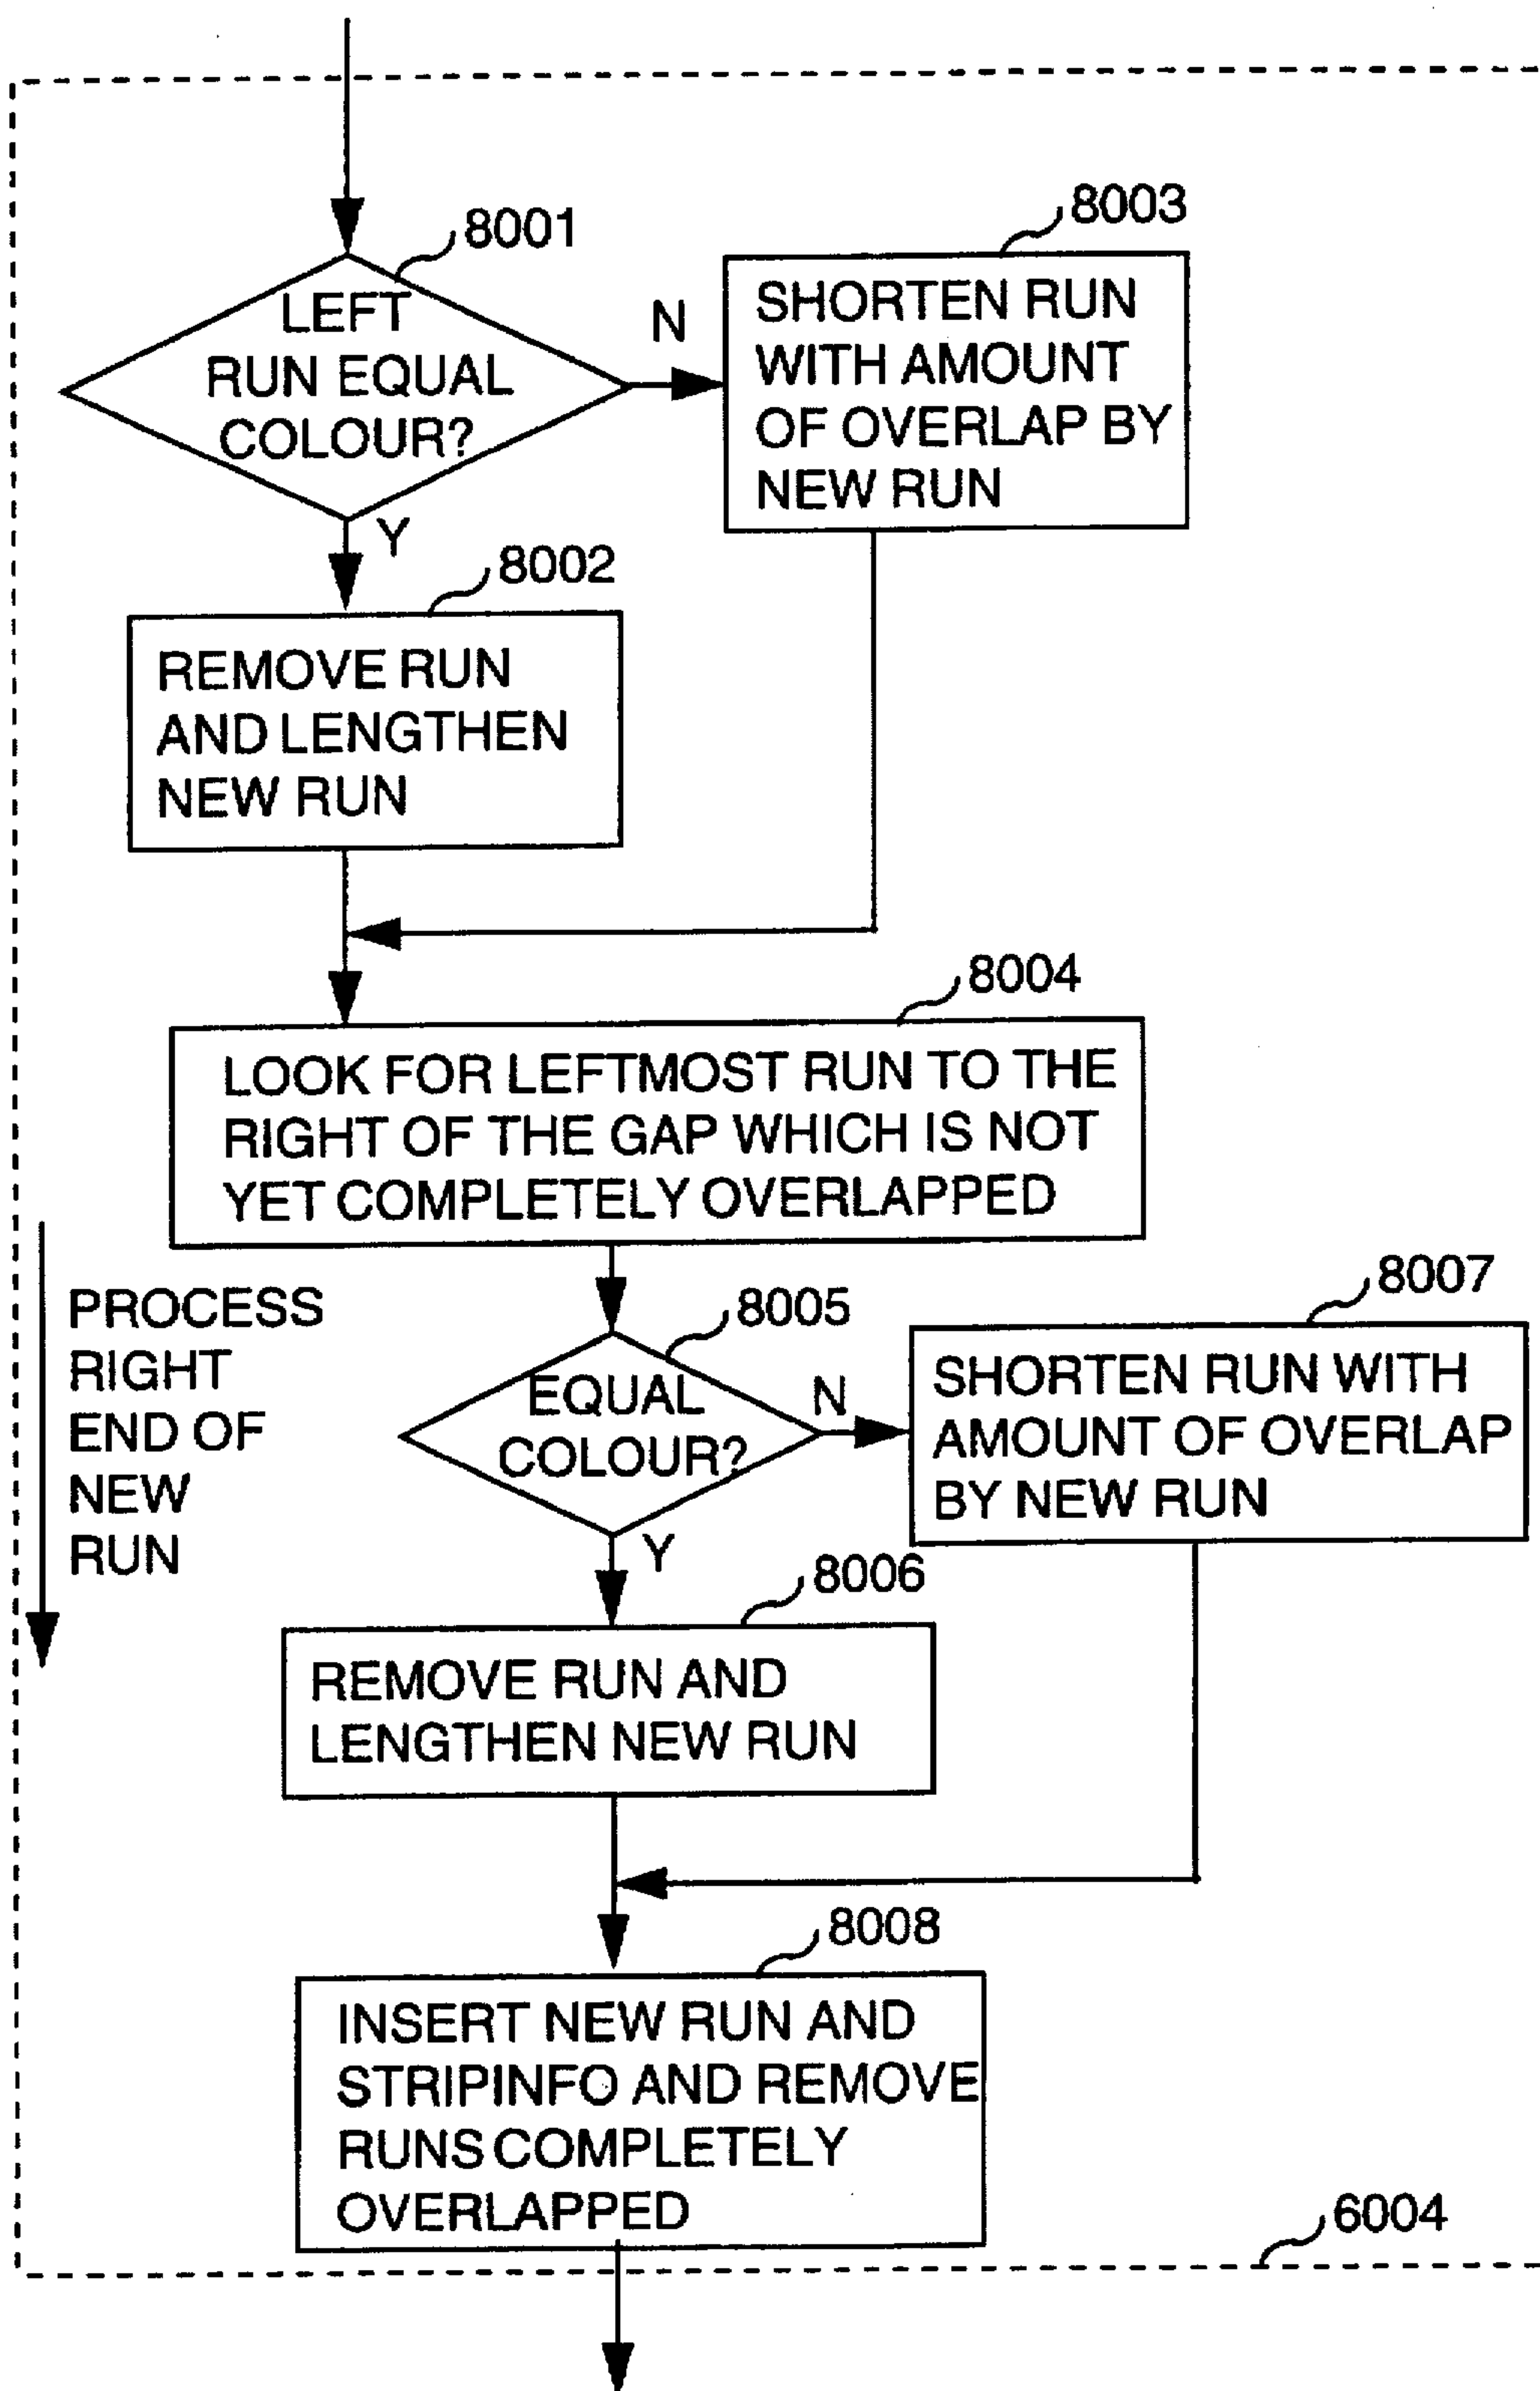 8001
LEFT
RUN EQUAL
COLOUR?
N
8003
SHORTEN RUN
WITH AMOUNT
OF OVERLAP BY
NEW RUN
Y
8002
REMOVE RUN
AND LENGTHEN
NEW RUN
8004
LOOK FOR LEFTMOST RUN TO THE
RIGHT OF THE GAP WHICH IS NOT
YET COMPLETELY OVERLAPPED
PROCESS
RIGHT
END OF
NEW
RUN
8005
EQUAL
COLOUR?
N
8007
SHORTEN RUN WITH
AMOUNT OF OVERLAP
BY NEW RUN
Y
8006
REMOVE RUN AND
LENGTHEN NEW RUN
8008
INSERT NEW RUN AND
STRIPINFO AND REMOVE
RUNS COMPLETELY
OVERLAPPED
6004